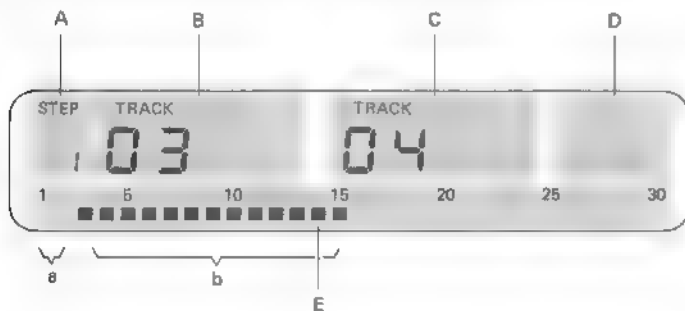 A B C D
STEP TRACK TRACK
1 03 04
1 5 10 15 20 25 30
a b
E